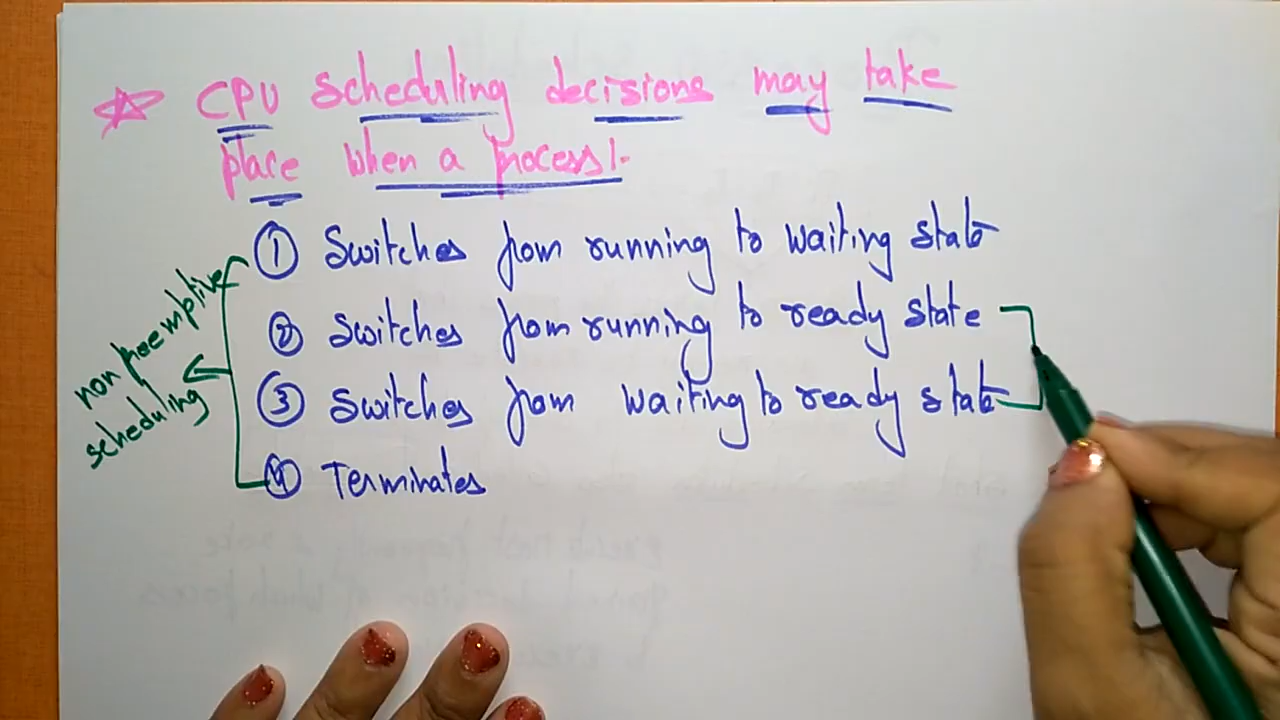 ☆ CPU scheduling decisions may take
place when a process:-
① Switches from running to waiting state
② Switches from running to ready state
③ Switches from waiting to ready state
④ Terminates
non preemptive
scheduling